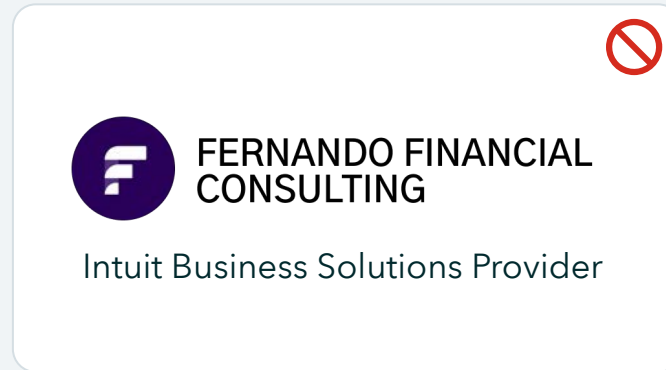 FERNANDO FINANCIAL
CONSULTING
Intuit Business Solutions Provider